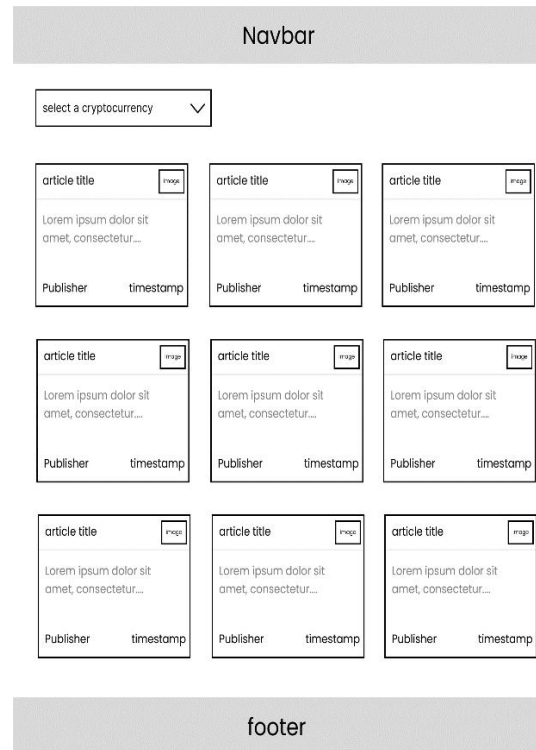 Navbar
select a cryptocurrency
article title image article title image article title image
Lorem ipsum dolor sit Lorem ipsum dolor sit Lorem ipsum dolor sit
amet, consectetur.... amet, consectetur.... amet, consectetur....
Publisher timestamp Publisher timestamp Publisher timestamp
article title image article title image article title image
Lorem ipsum dolor sit Lorem ipsum dolor sit Lorem ipsum dolor sit
amet, consectetur.... amet, consectetur.... amet, consectetur....
Publisher timestamp Publisher timestamp Publisher timestamp
article title image article title image article title image
Lorem ipsum dolor sit Lorem ipsum dolor sit Lorem ipsum dolor sit
amet, consectetur.... amet, consectetur.... amet, consectetur....
Publisher timestamp Publisher timestamp Publisher timestamp
footer